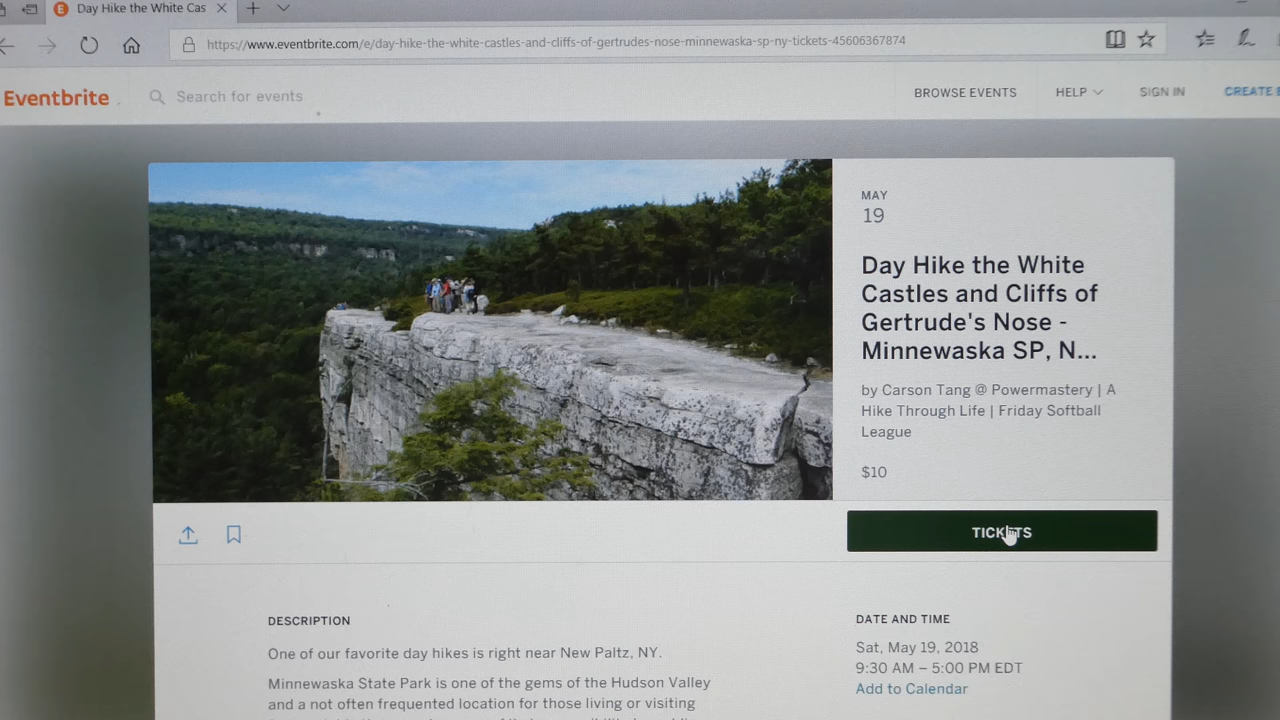 Day Hike the White Cas
https://www.eventbrite.com/e/day-hike-the-white-castles-and-cliffs-of-gertrudes-nose-minnewaska-sp-ny-tickets-45606367874
Eventbrite
Search for events
BROWSE EVENTS
HELP
SIGN IN
CREATE
MAY
19
Day Hike the White
Castles and Cliffs of
Gertrude's Nose -
Minnewaska SP, N...
by Carson Tang @ Powermastery | A
Hike Through Life | Friday Softball
League
$10
TICKETS
DESCRIPTION
One of our favorite day hikes is right near New Paltz, NY.
Minnewaska State Park is one of the gems of the Hudson Valley
and a not often frequented location for those living or visiting
DATE AND TIME
Sat, May 19, 2018
9:30 AM – 5:00 PM EDT
Add to Calendar